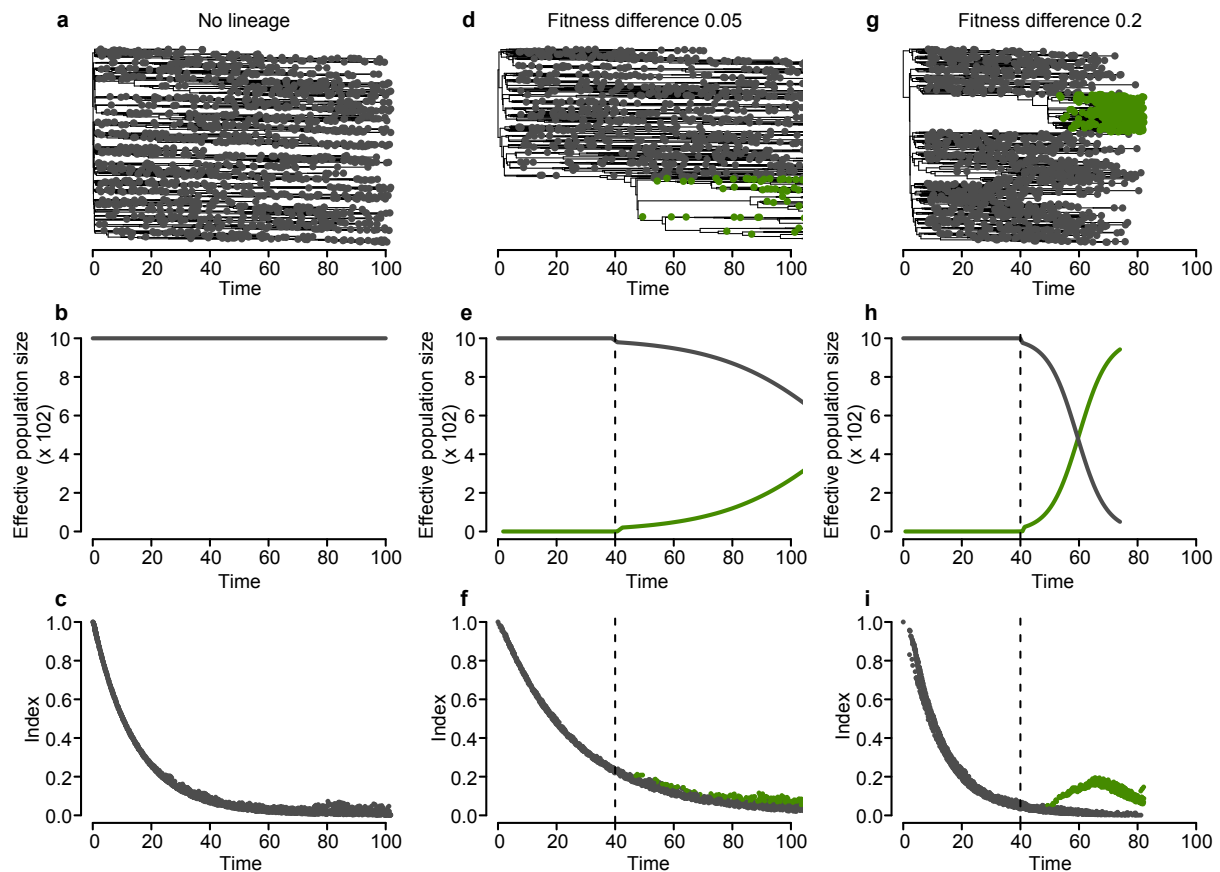 a
No lineage
0 20 40 60 80 100
Time
b
Effective population size
(x 102)
10
8
6
4
2
0
0 20 40 60 80 100
Time
c
Index
1.0
0.8
0.6
0.4
0.2
0.0
0 20 40 60 80 100
Time
d
Fitness difference 0.05
0 20 40 60 80 100
Time
e
Effective population size
(x 102)
10
8
6
4
2
0
0 20 40 60 80 100
Time
f
Index
1.0
0.8
0.6
0.4
0.2
0.0
0 20 40 60 80 100
Time
g
Fitness difference 0.2
0 20 40 60 80 100
Time
h
Effective population size
(x 102)
10
8
6
4
2
0
0 20 40 60 80 100
Time
i
Index
1.0
0.8
0.6
0.4
0.2
0.0
0 20 40 60 80 100
Time